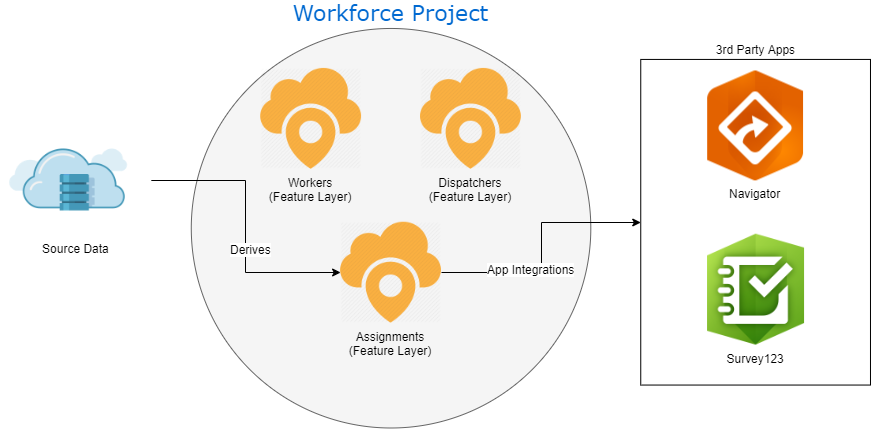 Workforce Project
3rd Party Apps
Workers
(Feature Layer)
Dispatchers
(Feature Layer)
Navigator
Source Data
Derives
App Integrations
Assignments
(Feature Layer)
Survey123